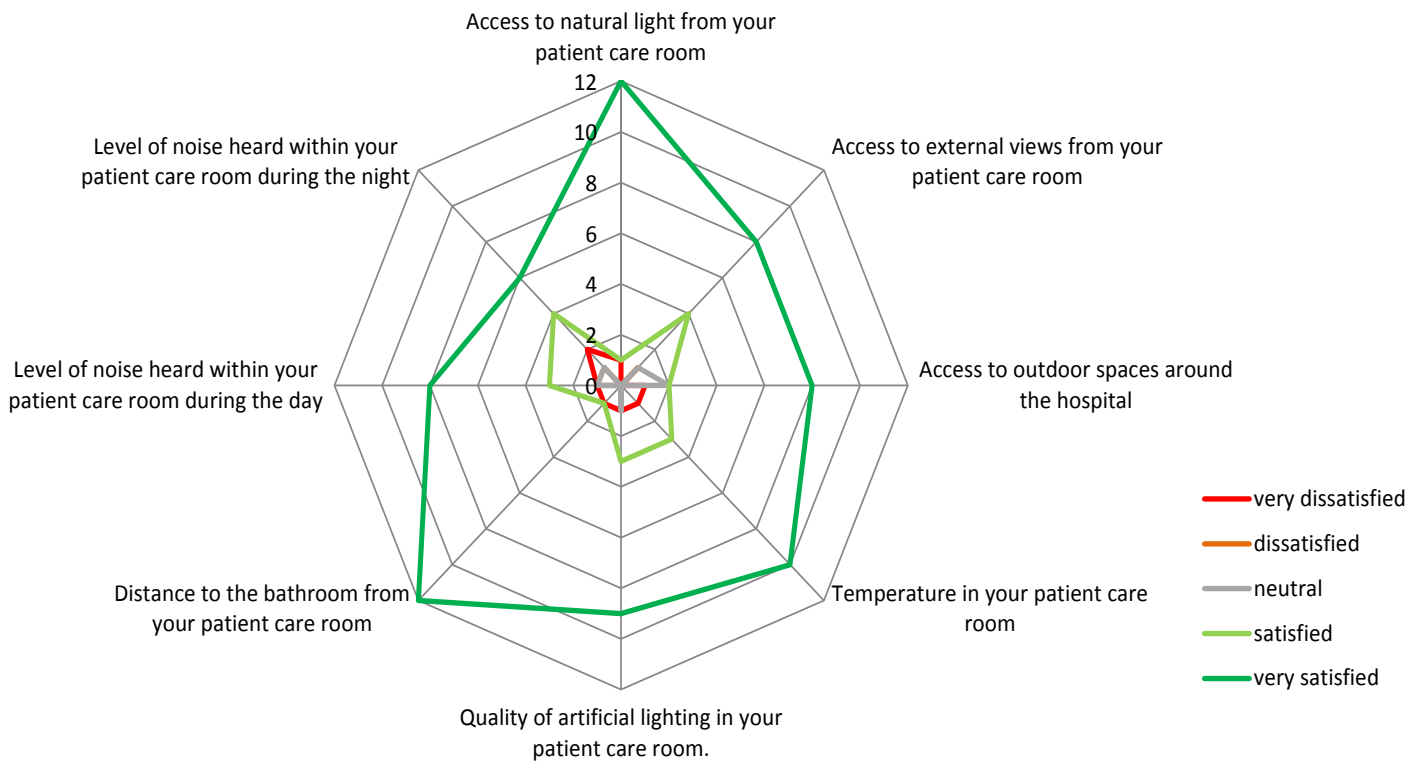 Access to natural light from your
patient care room
12
10
8
6
4
2
0
Access to external views from your
patient care room
Access to outdoor spaces around
the hospital
Temperature in your patient care
room
Quality of artificial lighting in your
patient care room.
Distance to the bathroom from
your patient care room
Level of noise heard within your
patient care room during the day
Level of noise heard within your
patient care room during the night
very dissatisfied
dissatisfied
neutral
satisfied
very satisfied